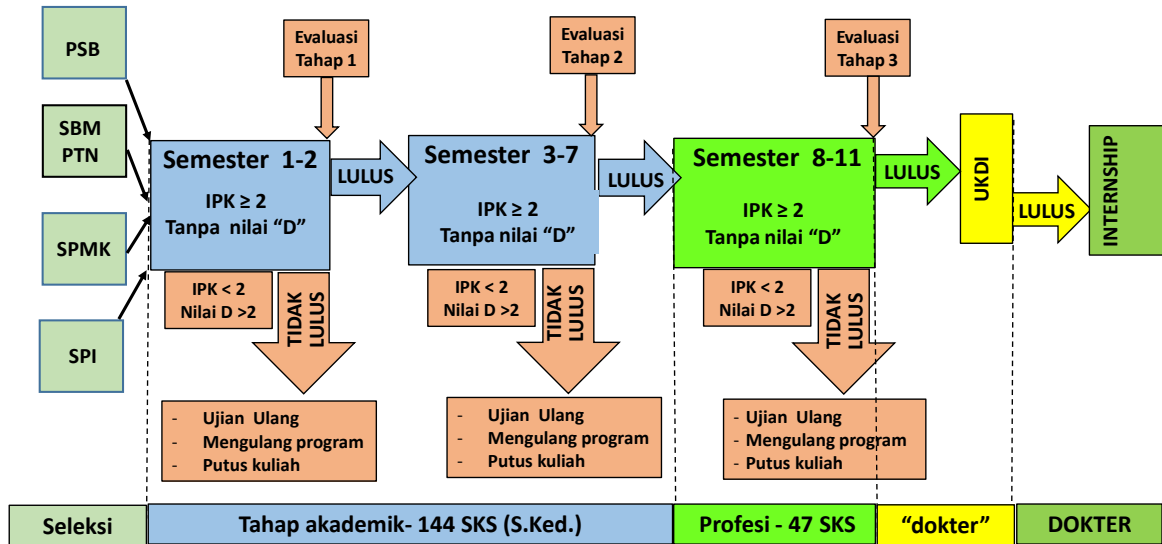 PSB
SBM
PTN
SPMK
SPI
Evaluasi
Tahap 1
Semester 1-2
IPK ≥ 2
Tanpa nilai “D”
LULUS
IPK < 2
Nilai D >2
TIDAK
LULUS
- Ujian Ulang
- Mengulang program
- Putus kuliah
Evaluasi
Tahap 2
Semester 3-7
IPK ≥ 2
Tanpa nilai “D”
LULUS
IPK < 2
Nilai D >2
TIDAK
LULUS
- Ujian Ulang
- Mengulang program
- Putus kuliah
Evaluasi
Tahap 3
Semester 8-11
IPK ≥ 2
Tanpa nilai “D”
LULUS
IPK < 2
Nilai D >2
TIDAK
LULUS
- Ujian Ulang
- Mengulang program
- Putus kuliah
UKDI
LULUS
INTERNSHIP
Seleksi
Tahap akademik- 144 SKS (S.Ked.)
Profesi - 47 SKS
“dokter”
DOKTER